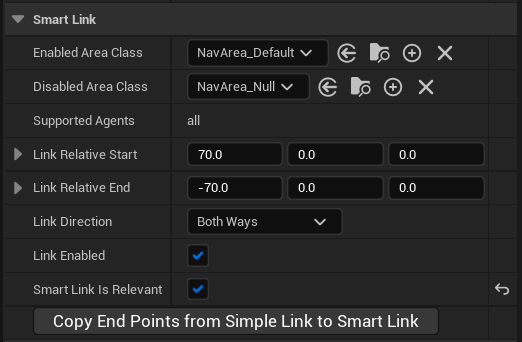 Smart Link
Enabled Area Class NavArea_Default
Disabled Area Class NavArea_Null
Supported Agents all
Link Relative Start 70.0 0.0 0.0
Link Relative End -70.0 0.0 0.0
Link Direction Both Ways
Link Enabled
Smart Link Is Relevant
Copy End Points from Simple Link to Smart Link